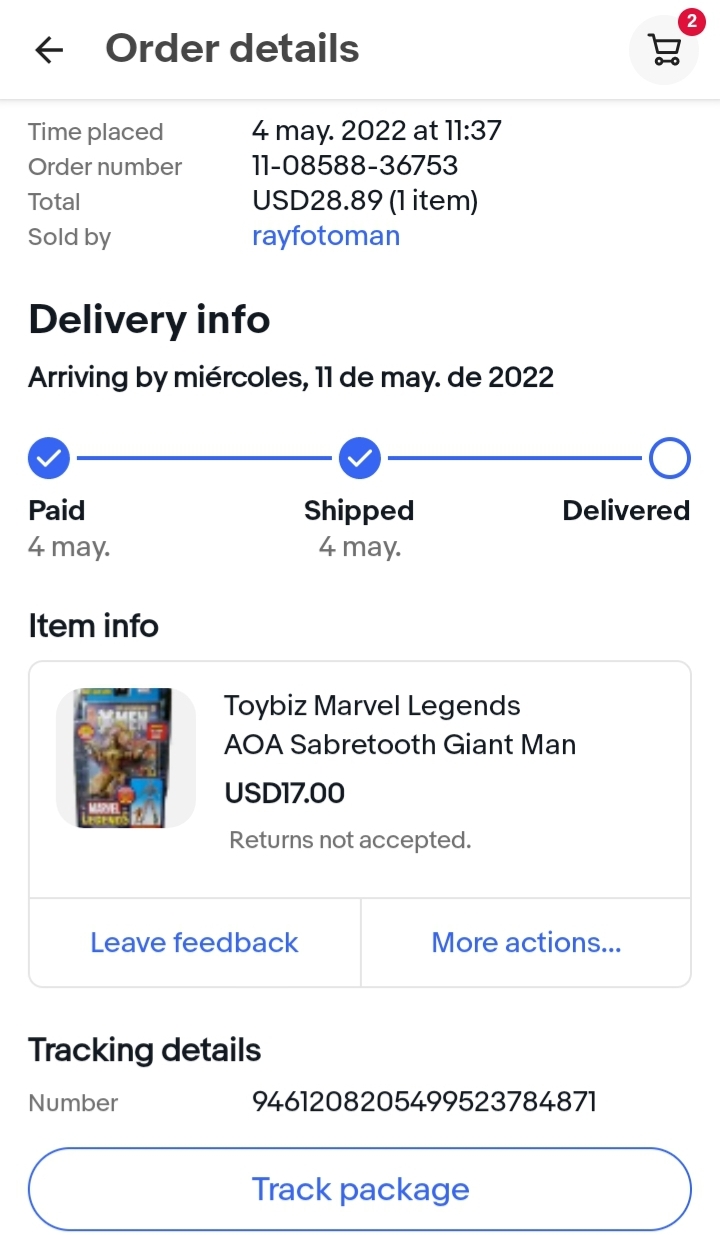 Order details
2
Time placed 4 may. 2022 at 11:37
Order number 11-08588-36753
Total USD28.89 (1 item)
Sold by rayfotoman
Delivery info
Arriving by miércoles, 11 de may. de 2022
Paid Shipped Delivered
4 may. 4 may.
Item info
X-MEN
MARVEL
LEGENDS
Toybiz Marvel Legends
AOA Sabretooth Giant Man
USD17.00
Returns not accepted.
Leave feedback More actions...
Tracking details
Number 9461208205499523784871
Track package